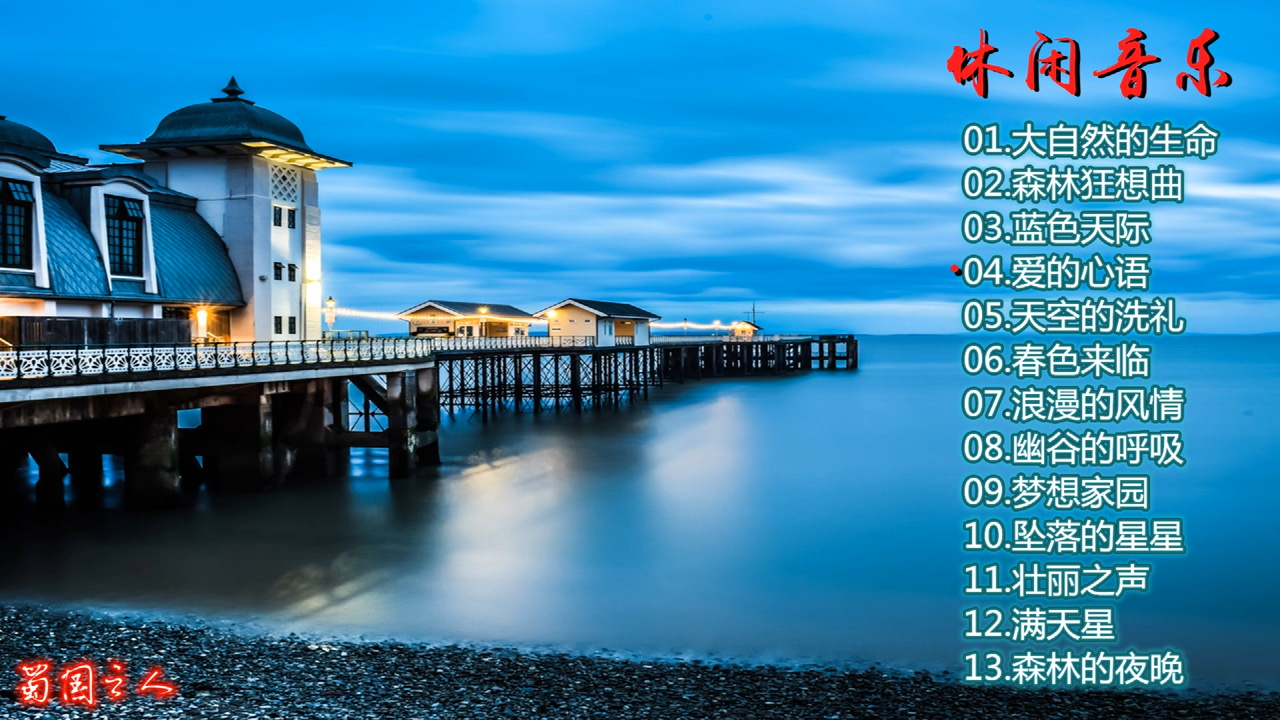 休闲音乐
01.大自然的生命
02.森林狂想曲
03.蓝色天际
04.爱的心语
05.天空的洗礼
06.春色来临
07.浪漫的风情
08.幽谷的呼吸
09.梦想家园
10.坠落的星星
11.壮丽之声
12.满天星
13.森林的夜晚
蜀国之人